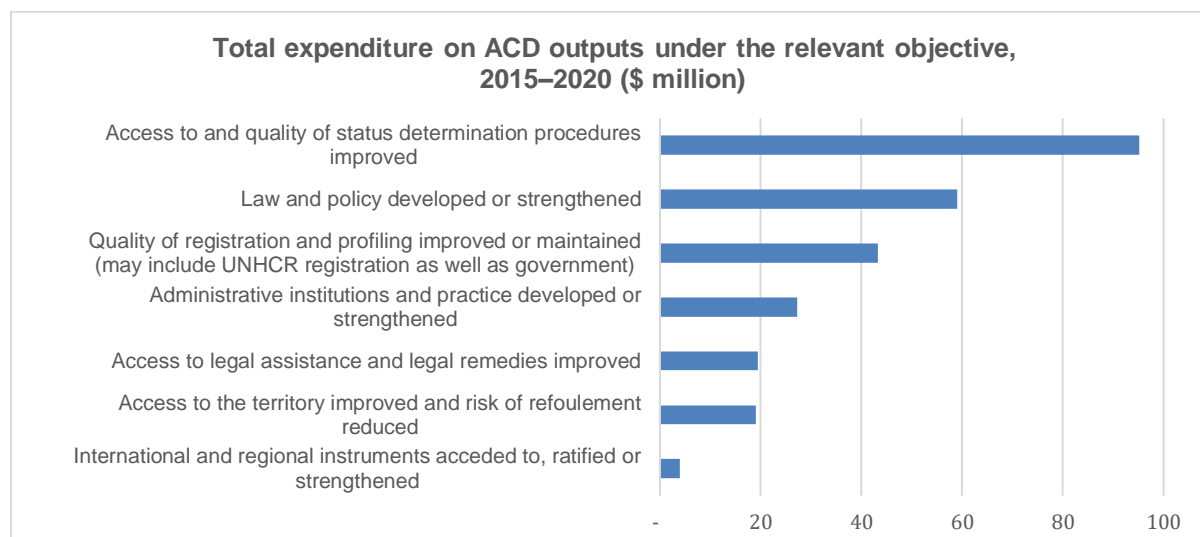 Total expenditure on ACD outputs under the relevant objective,
2015–2020 ($ million)
Access to and quality of status determination procedures
improved
Law and policy developed or strengthened
Quality of registration and profiling improved or maintained
(may include UNHCR registration as well as government)
Administrative institutions and practice developed or
strengthened
Access to legal assistance and legal remedies improved
Access to the territory improved and risk of refoulement
reduced
International and regional instruments acceded to, ratified or
strengthened
- 20 40 60 80 100